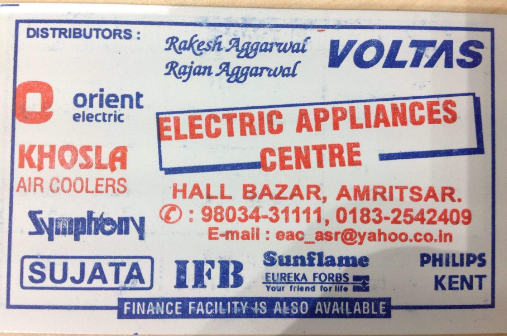 DISTRIBUTORS :
Rakesh Aggarwal
Rajan Aggarwal
VOLTAS
orient
electric
KHOSLA
AIR COOLERS
Symphony
SUJATA
ELECTRIC APPLIANCES
CENTRE
HALL BAZAR, AMRITSAR.
✆ : 98034-31111, 0183-2542409
E-mail : eac_asr@yahoo.co.in
IFB
Sunflame
EUREKA FORBS
Your friend for life
PHILIPS
KENT
FINANCE FACILITY IS ALSO AVAILABLE